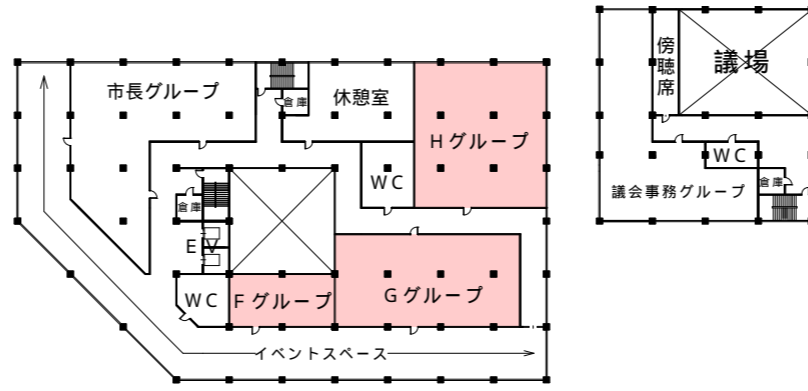 市長グループ
倉庫
休憩室
Hグループ
WC
倉庫
EV
WC
Fグループ
Gグループ
イベントスペース
傍聴席
議場
WC
議会事務グループ
倉庫